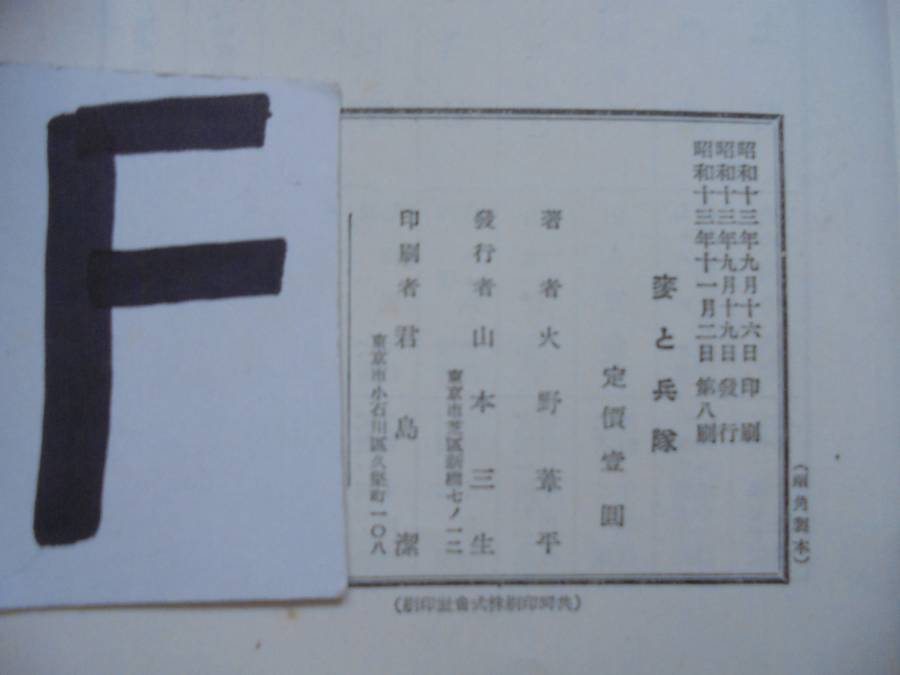 F
昭和十三年九月十六日 印刷
昭和十三年九月十九日 發行
昭和十三年十一月二日 第八刷
麥と兵隊
定價壹圓
著者 火野葦平
發行者 山本三生
東京市芝區新橋七ノ一二
印刷者 君島潔
東京市小石川區久堅町一〇八
(共同印刷株式會社印刷)
製本)